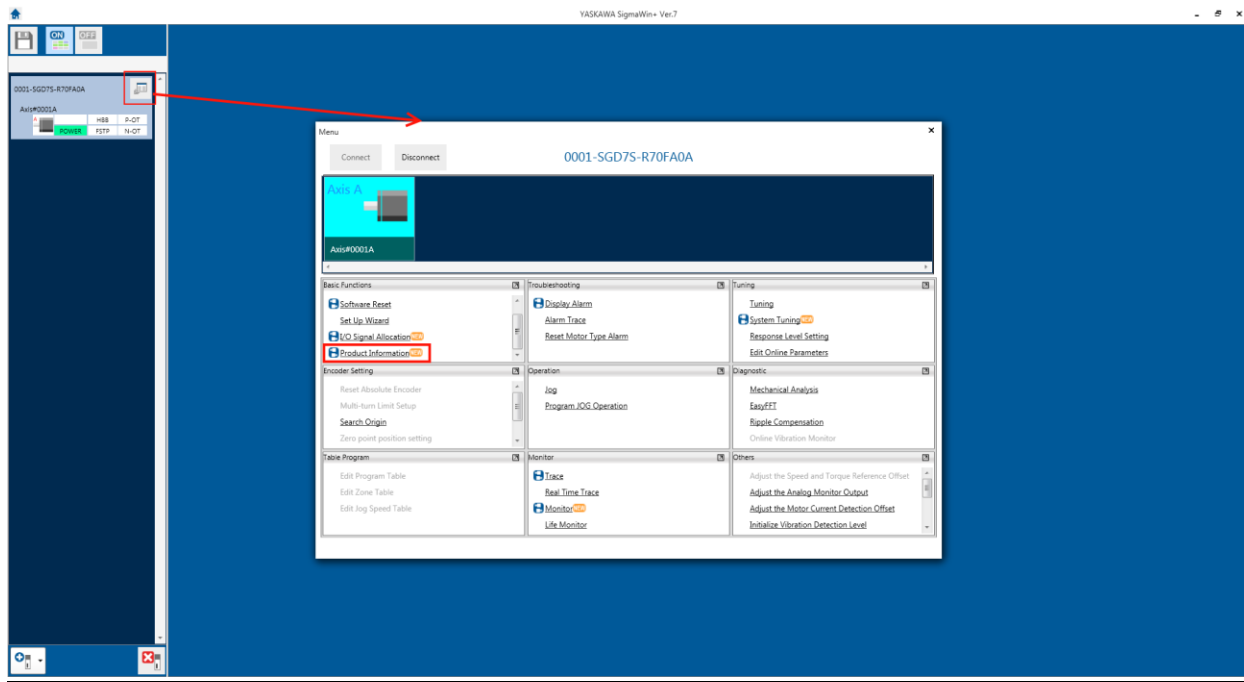 YASKAWA SigmaWin+ Ver.7
ON OFF
0001-SGD7S-R70FA0A
Axis#0001A
A HBB P-OT
POWER FSTP N-OT
Menu
Connect Disconnect 0001-SGD7S-R70FA0A
Axis A
Axis#0001A
Basic Functions
Software Reset
Set Up Wizard
I/O Signal Allocation NEW
Product Information NEW
Troubleshooting
Display Alarm
Alarm Trace
Reset Motor Type Alarm
Tuning
Tuning
System Tuning NEW
Response Level Setting
Edit Online Parameters
Encoder Setting
Reset Absolute Encoder
Multi-turn Limit Setup
Search Origin
Zero point position setting
Operation
Jog
Program JOG Operation
Diagnostic
Mechanical Analysis
EasyFFT
Ripple Compensation
Online Vibration Monitor
Table Program
Edit Program Table
Edit Zone Table
Edit Jog Speed Table
Monitor
Trace
Real Time Trace
Monitor NEW
Life Monitor
Others
Adjust the Speed and Torque Reference Offset
Adjust the Analog Monitor Output
Adjust the Motor Current Detection Offset
Initialize Vibration Detection Level